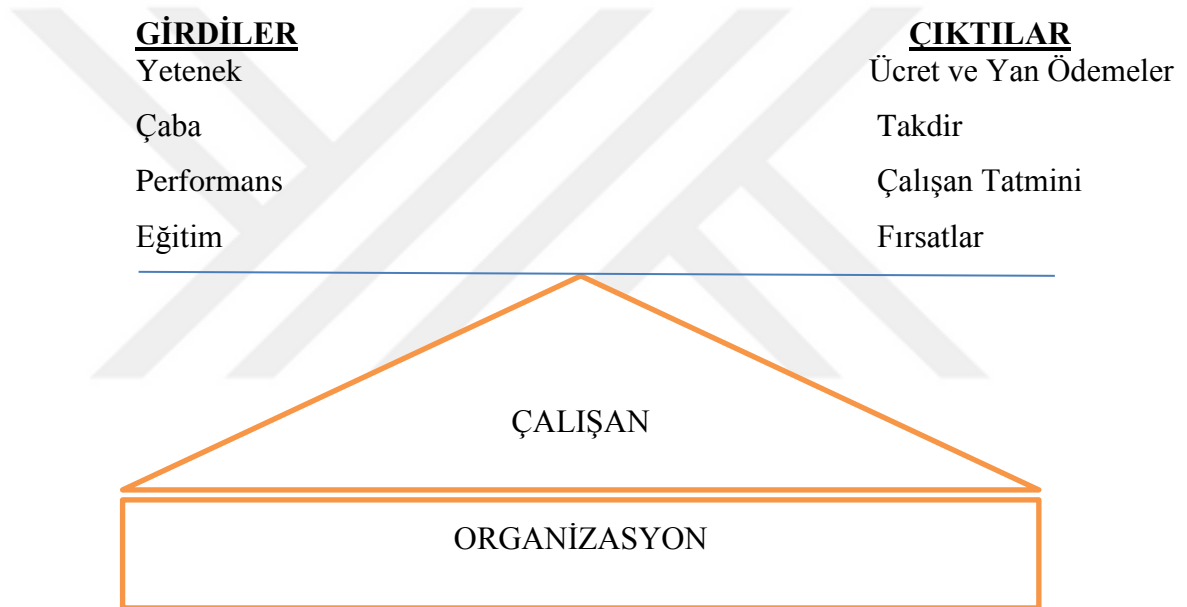 GİRDİLER
Yetenek
Çaba
Performans
Eğitim
ÇIKTILAR
Ücret ve Yan Ödemeler
Takdir
Çalışan Tatmini
Fırsatlar
ÇALIŞAN
ORGANİZASYON